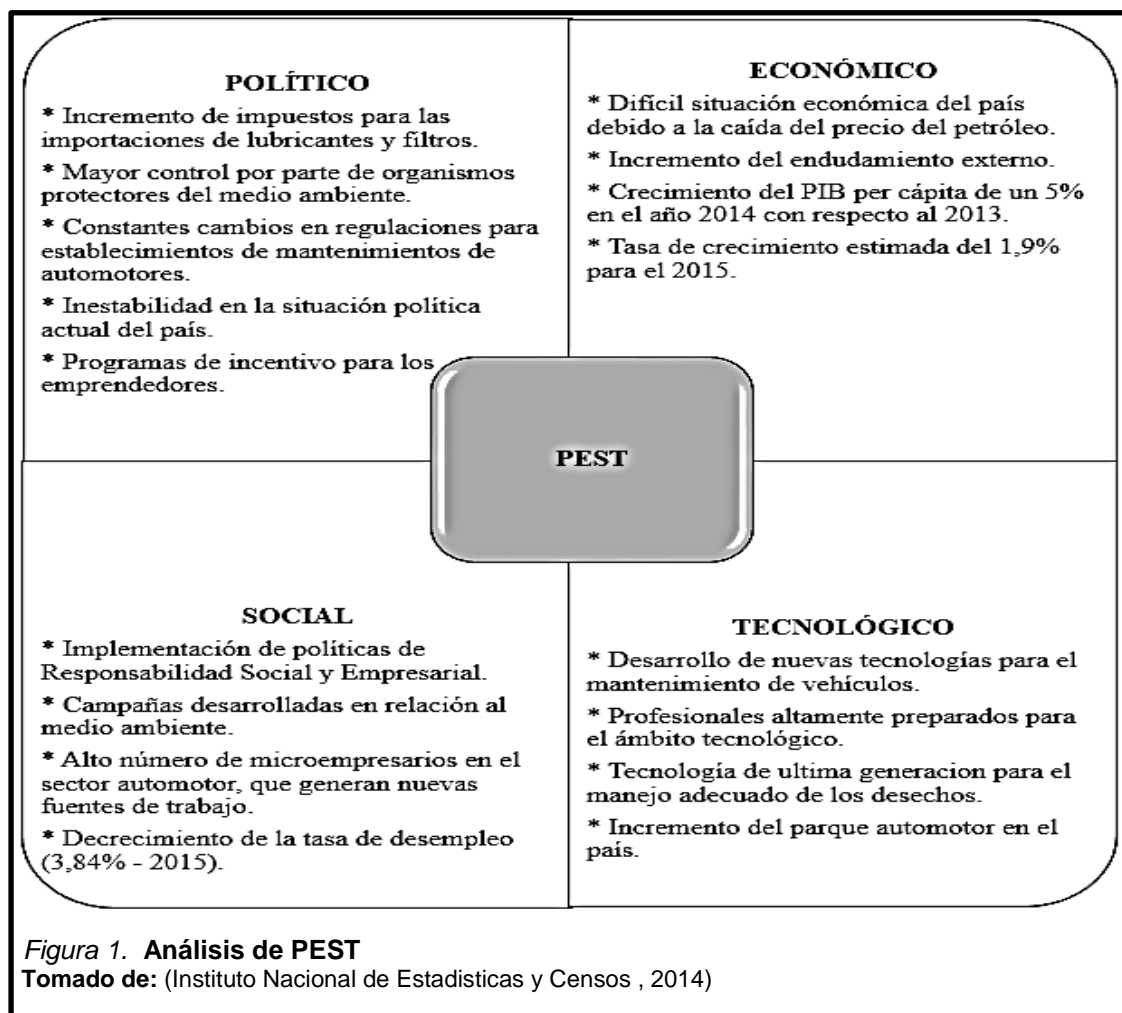 POLÍTICO
* Incremento de impuestos para las
importaciones de lubricantes y filtros.
* Mayor control por parte de organismos
protectores del medio ambiente.
* Constantes cambios en regulaciones para
establecimientos de mantenimientos de
automotores.
* Inestabilidad en la situación política
actual del país.
* Programas de incentivo para los
emprendedores.
ECONÓMICO
* Difícil situación económica del país
debido a la caída del precio del petróleo.
* Incremento del endudamiento externo.
* Crecimiento del PIB per cápita de un 5%
en el año 2014 con respecto al 2013.
* Tasa de crecimiento estimada del 1,9%
para el 2015.
PEST
SOCIAL
* Implementación de políticas de
Responsabilidad Social y Empresarial.
* Campañas desarrolladas en relación al
medio ambiente.
* Alto número de microempresarios en el
sector automotor, que generan nuevas
fuentes de trabajo.
* Decrecimiento de la tasa de desempleo
(3,84% - 2015).
TECNOLÓGICO
* Desarrollo de nuevas tecnologías para el
mantenimiento de vehículos.
* Profesionales altamente preparados para
el ámbito tecnológico.
* Tecnología de ultima generacion para el
manejo adecuado de los desechos.
* Incremento del parque automotor en el
país.
Figura 1. Análisis de PEST
Tomado de: (Instituto Nacional de Estadisticas y Censos , 2014)